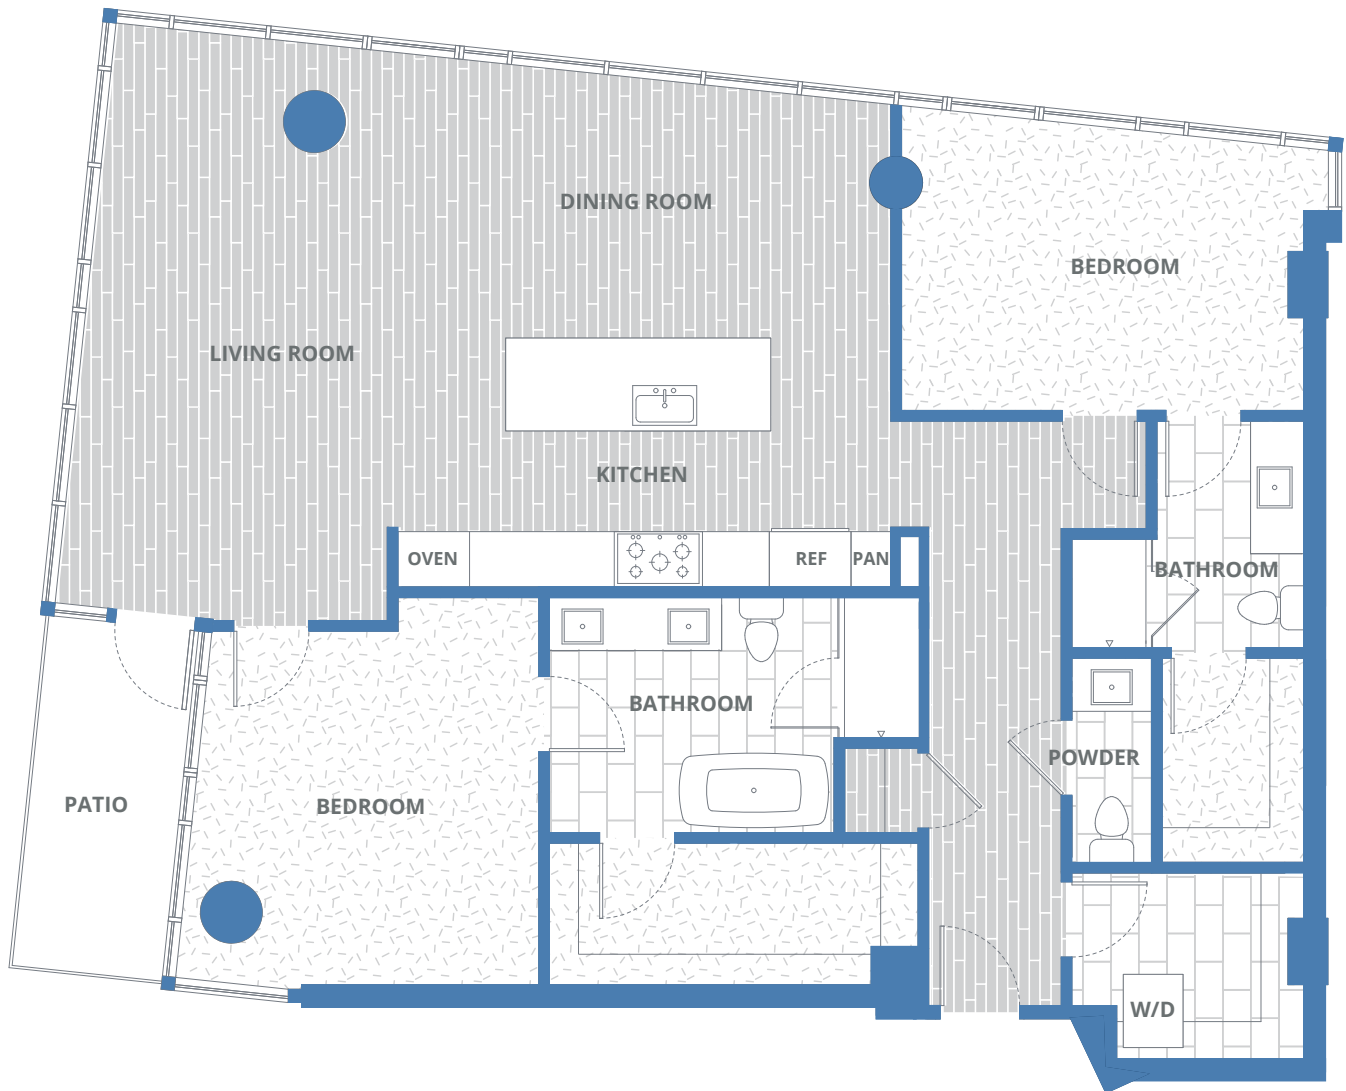 DINING ROOM
BEDROOM
LIVING ROOM
KITCHEN
OVEN
REF
PAN
BATHROOM
BATHROOM
POWDER
PATIO
BEDROOM
W/D